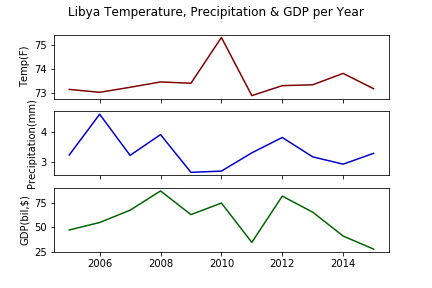 Libya Temperature, Precipitation & GDP per Year
Temp(F)
75
74
73
Precipitation(mm)
4
3
GDP(bil,$)
75
50
25
2006 2008 2010 2012 2014